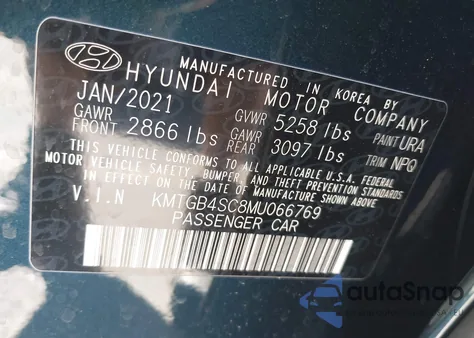 MANUFACTURED IN KOREA BY
HYUNDAI MOTOR COMPANY
JAN/2021 GVWR 5258 lbs PAINT URA
GAWR FRONT 2866 lbs GAWR REAR 3097 lbs TRIM NPQ
THIS VEHICLE CONFORMS TO ALL APPLICABLE U.S.A. FEDERAL
MOTOR VEHICLE SAFETY, BUMPER, AND THEFT PREVENTION STANDARDS
IN EFFECT ON THE DATE OF MANUFACTURE SHOWN ABOVE.
V.I.N KMTGB4SC8MU066769
PASSENGER CAR
autoSnap